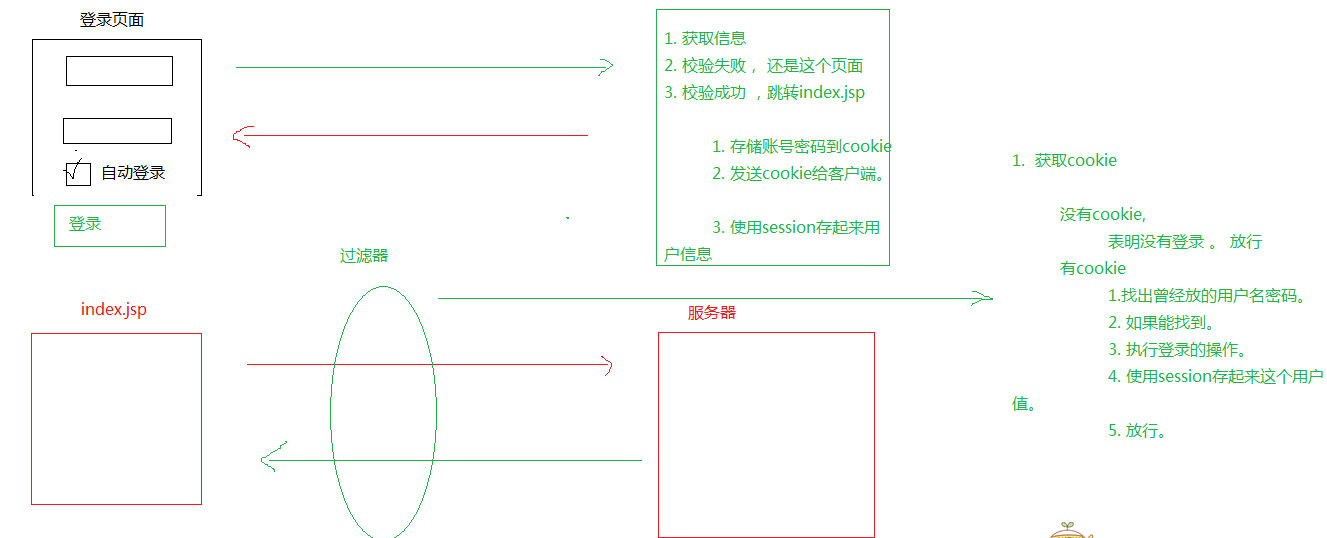 登录页面
自动登录
登录
1. 获取信息
2. 校验失败 ， 还是这个页面
3. 校验成功 ，跳转index.jsp
1. 存储账号密码到cookie
2. 发送cookie给客户端。
3. 使用session存起来用
户信息
过滤器
index.jsp
服务器
1. 获取cookie
没有cookie,
表明没有登录 。 放行
有cookie
1.找出曾经放的用户名密码。
2. 如果能找到。
3. 执行登录的操作。
4. 使用session存起来这个用户
值。
5. 放行。